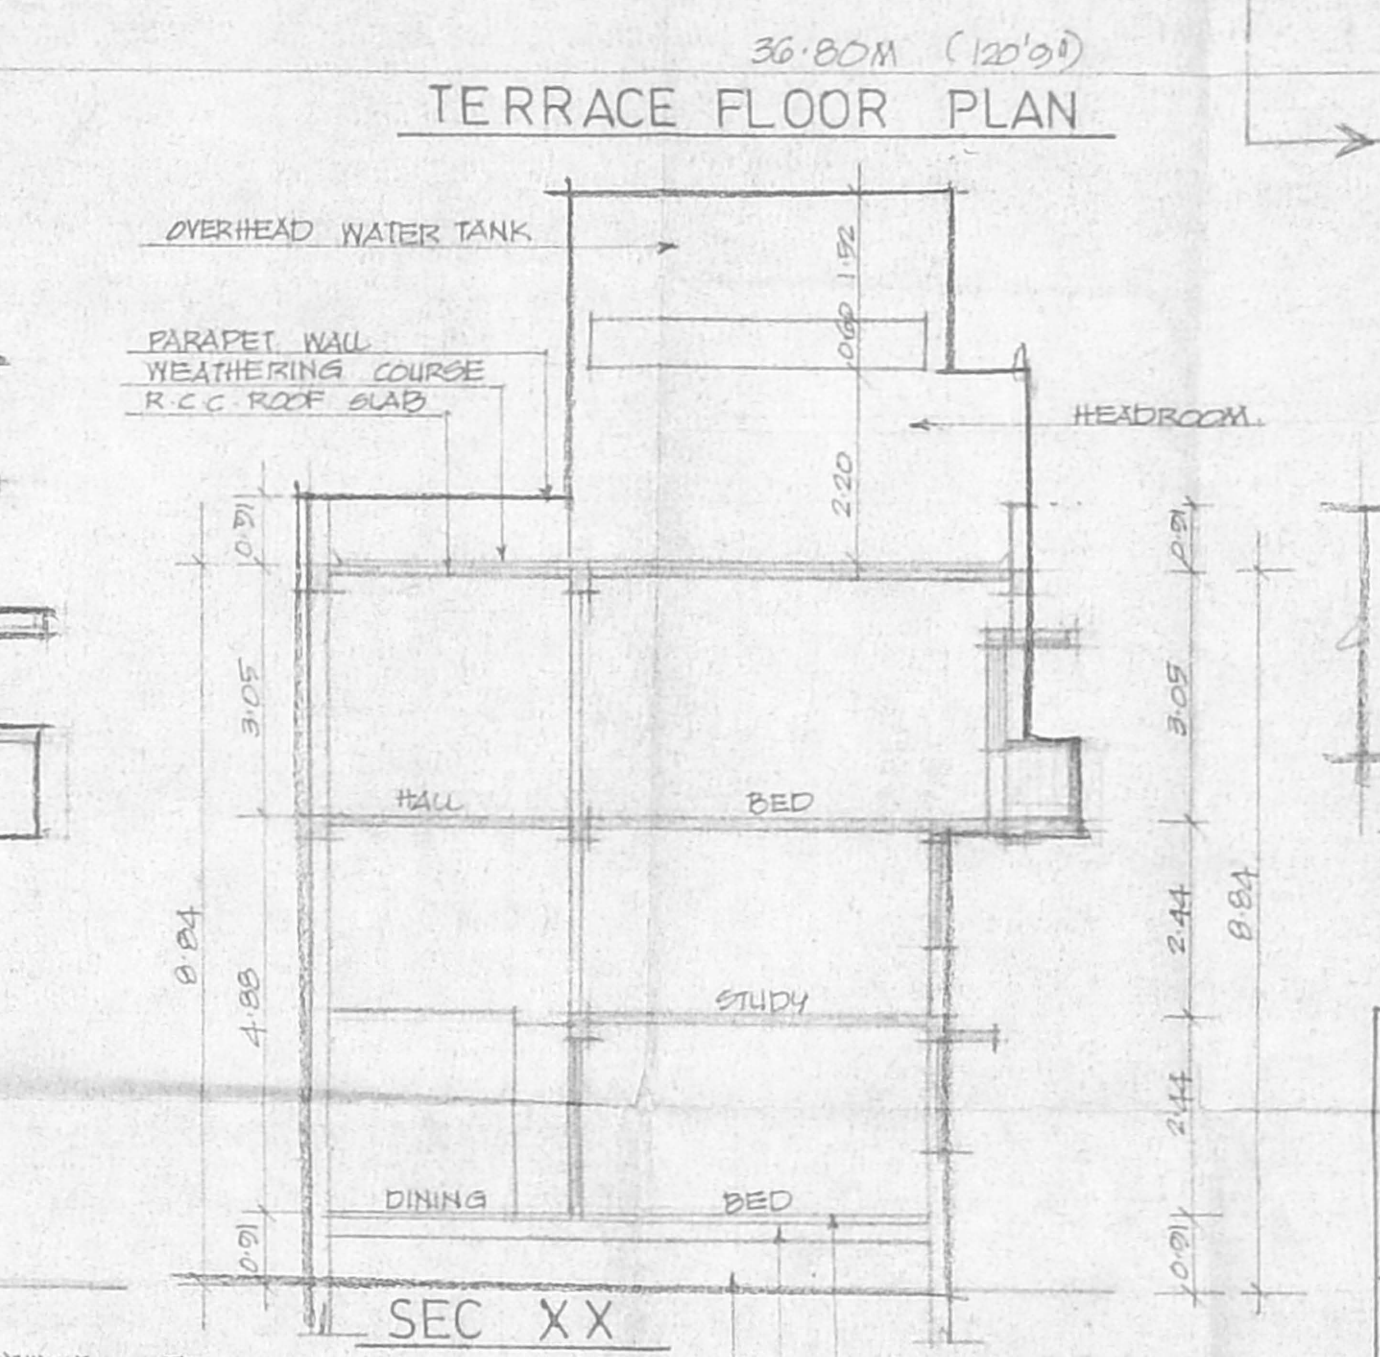 36.80M (120'9")
TERRACE FLOOR PLAN
OVERHEAD WATER TANK
1.52
PARAPET WALL
0.60
WEATHERING COURSE
R.C.C. ROOF SLAB
HEADROOM.
2.20
0.91
0.91
3.05
3.05
HALL
BED
8.84
4.88
2.44
8.84
STUDY
2.44
DINING
BED
0.91
0.91
SEC XX